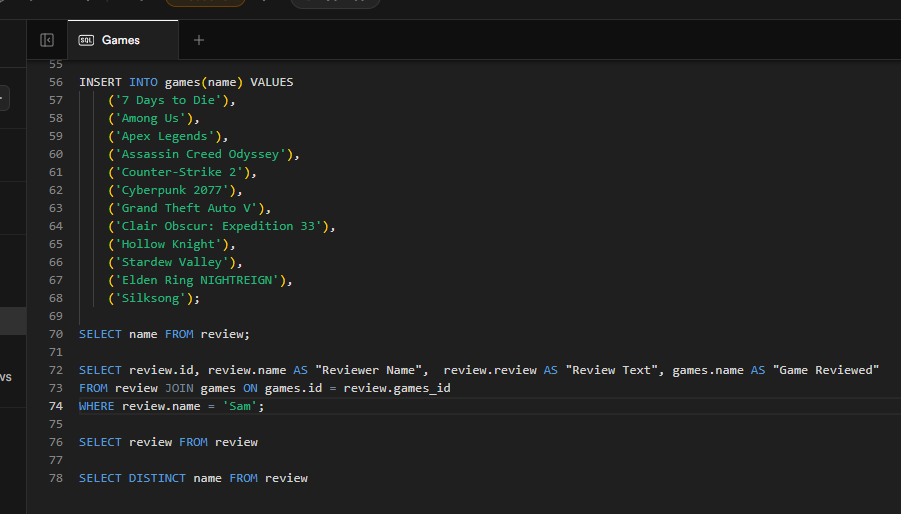 SQL Games +
55
56 INSERT INTO games(name) VALUES
57 ('7 Days to Die'),
58 ('Among Us'),
59 ('Apex Legends'),
60 ('Assassin Creed Odyssey'),
61 ('Counter-Strike 2'),
62 ('Cyberpunk 2077'),
63 ('Grand Theft Auto V'),
64 ('Clair Obscur: Expedition 33'),
65 ('Hollow Knight'),
66 ('Stardew Valley'),
67 ('Elden Ring NIGHTREIGN'),
68 ('Silksong');
69
70 SELECT name FROM review;
71
72 SELECT review.id, review.name AS "Reviewer Name",  review.review AS "Review Text", games.name AS "Game Reviewed"
73 FROM review JOIN games ON games.id = review.games_id
vs
74 WHERE review.name = 'Sam';
75
76 SELECT review FROM review
77
78 SELECT DISTINCT name FROM review